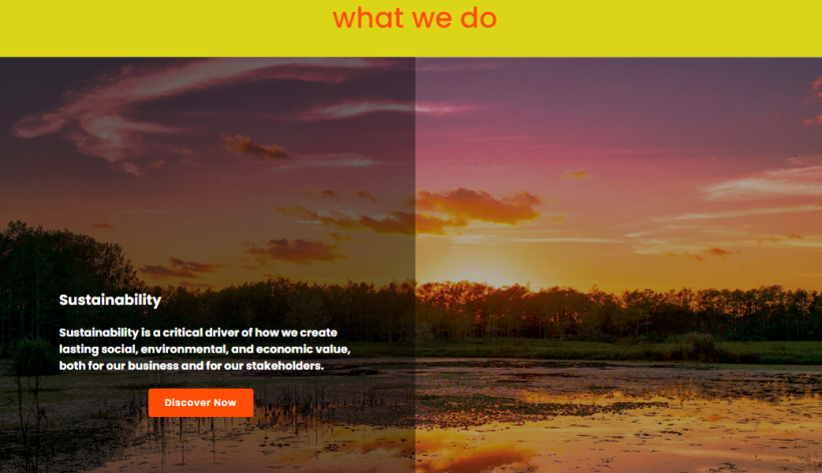 what we do
Sustainability
Sustainability is a critical driver of how we create
lasting social, environmental, and economic value,
both for our business and for our stakeholders.
Discover Now